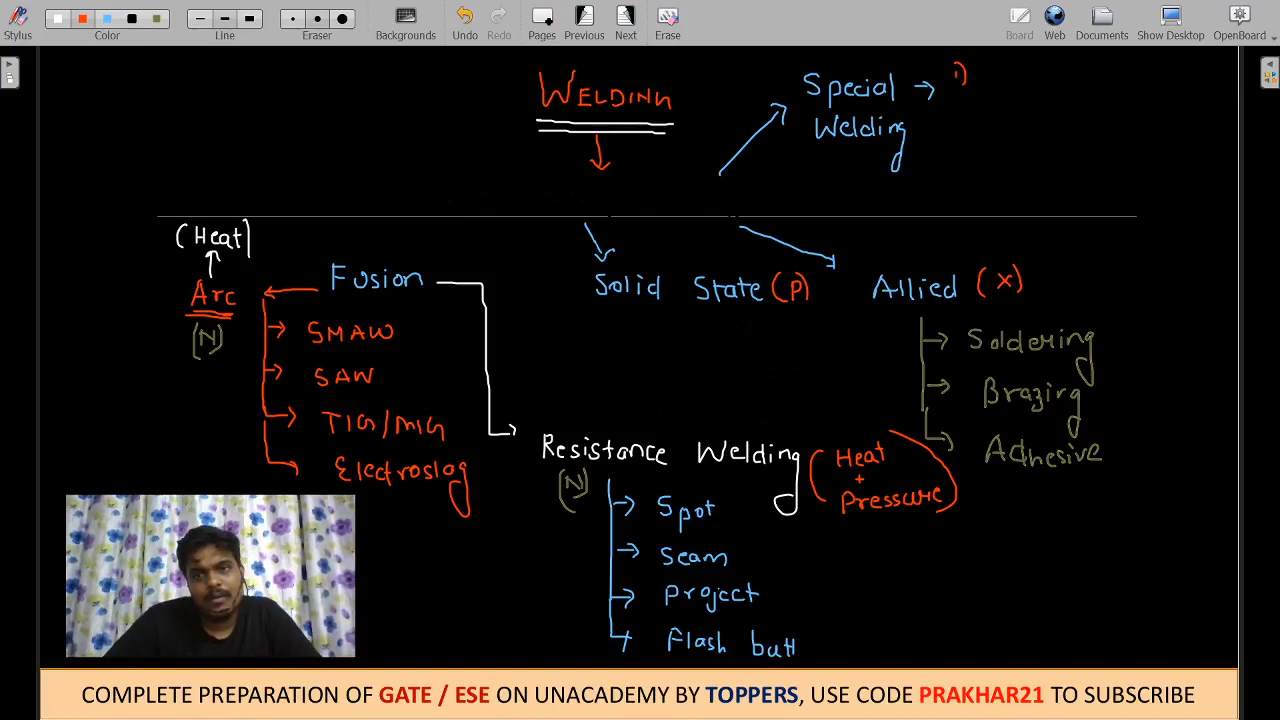 Stylus
Color
Line
Eraser
Backgrounds
Undo
Redo
Pages
Previous
Next
Erase
Board
Web
Documents
Show Desktop
OpenBoard
WELDING
Special → 1)
Welding
(Heat)
Arc
(N)
Fusion
SMAW
SAW
TIG/MIG
Electroslag
Solid State (P)
Allied (X)
Soldering
Brazing
Adhesive
Resistance Welding
(N)
(Heat
+
Pressure)
Spot
Seam
Project
Flash butt
COMPLETE PREPARATION OF GATE / ESE ON UNACADEMY BY TOPPERS, USE CODE PRAKHAR21 TO SUBSCRIBE